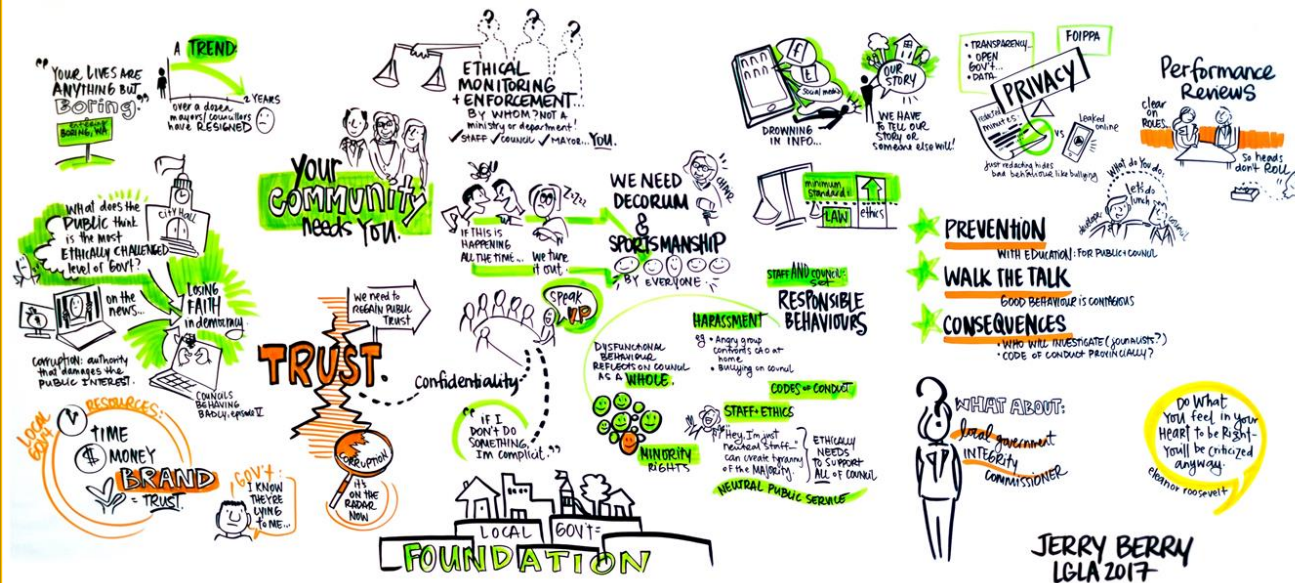 "YOUR LIVES ARE
ANYTHING BUT
Boring."
entering
BORING, WA
A TREND:
2 YEARS
over a dozen
mayors/councillors
have RESIGNED
What does the
PUBLIC think
is the most
ETHICALLY CHALLENGED
level of GOV'T?
CITY HALL
on the
news...
LOSING
FAITH
in democracy.
corruption: authority
that damages the
PUBLIC INTEREST.
COUNCILS
BEHAVING
BADLY: episode V
LOCAL
GOV'T
RESOURCES:
TIME
$ MONEY
BRAND
= TRUST.
GOV'T:
I KNOW
THEY'RE
LYING
to ME...
ETHICAL
MONITORING
+ ENFORCEMENT...
BY WHOM? NOT A
ministry or department!
✓STAFF ✓COUNCIL ✓MAYOR... YOU.
YOUR
COMMUNITY
needs YOU.
IF THIS IS
HAPPENING
ALL THE TIME...
ZZZZ
we tune
it out.
WE NEED
DECORUM
&
SPORTSMANSHIP
BY EVERYONE
CHAIR
we need to
REGAIN PUBLIC
TRUST
TRUST.
CORRUPTION
it's
ON THE
RADAR
NOW
SPEAK
UP
Confidentiality
"IF I
DON'T DO
SOMETHING,
I'm complicit."
LOCAL GOV'T=
FOUNDATION
f
t
social media
DROWNING
IN INFO...
OUR
STORY
WE HAVE
TO TELL OUR
STORY or
someone else will!
minimum
standard:
LAW
ethics
STAFF AND COUNCIL:
set
RESPONSIBLE
BEHAVIOURS
HARASSMENT
eg • Angry group
confronts CAO at
home
• Bullying on council
DYSFUNCTIONAL
BEHAVIOUR
REFLECTS ON COUNCIL
AS A WHOLE.
MINORITY
RIGHTS
CODES OF CONDUCT
STAFF + ETHICS
"Hey, I'm just
neutral staff..."
can create tyranny
of the MAJORITY.
ETHICALLY
NEEDS
TO SUPPORT
ALL OF COUNCIL
NEUTRAL PUBLIC SERVICE
• TRANSPARENCY...
• OPEN
GOV'T...
• DATA
FOIPPA
PRIVACY
redacted
minutes:
VS
leaked
online
just redacting hides
bad behaviour like bullying
Performance
Reviews
clear
on
ROLES...
so heads
don't ROLL
WHAT do YOU do:
let's do
lunch
developer
council
PREVENTION
WITH EDUCATION: FOR PUBLIC + COUNCIL
WALK THE TALK
GOOD BEHAVIOUR IS CONTAGIOUS
CONSEQUENCES
• WHO WILL INVESTIGATE (journalists?)
• CODE OF CONDUCT PROVINCIALLY?
WHAT ABOUT:
local government
INTEGRITY
COMMISSIONER
Do What
YOU feel in your
HEART to be Right-
You'll be criticized
anyway.
eleanor roosevelt
JERRY BERRY
LGLA 2017